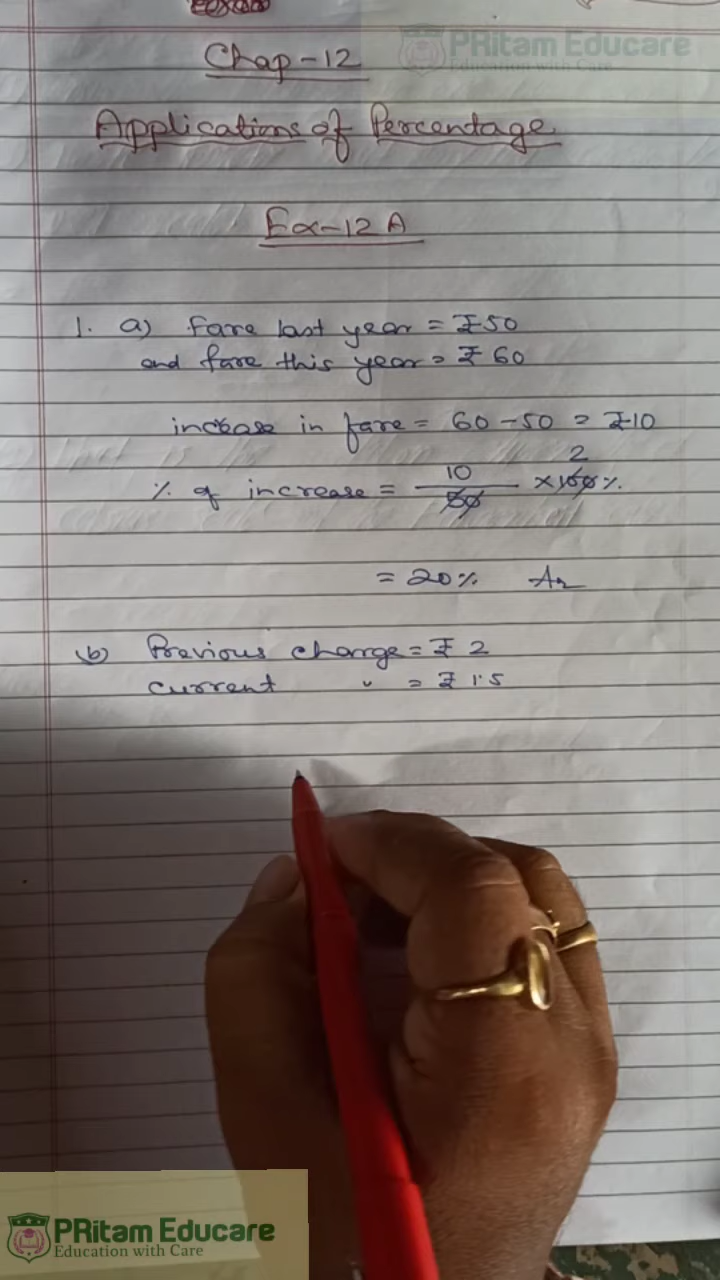 PRitam Educare
Education with Care
Chap-12
Applications of Percentage
Ex-12 A
1. a) Fare last year = ₹50
and fare this year = ₹ 60
increase in fare = 60 - 50 = ₹10
2
10
% of increase = ×100%
50
= 20% An
(b) Previous charge = ₹ 2
current " = ₹ 1.5
PRitam Educare
Education with Care